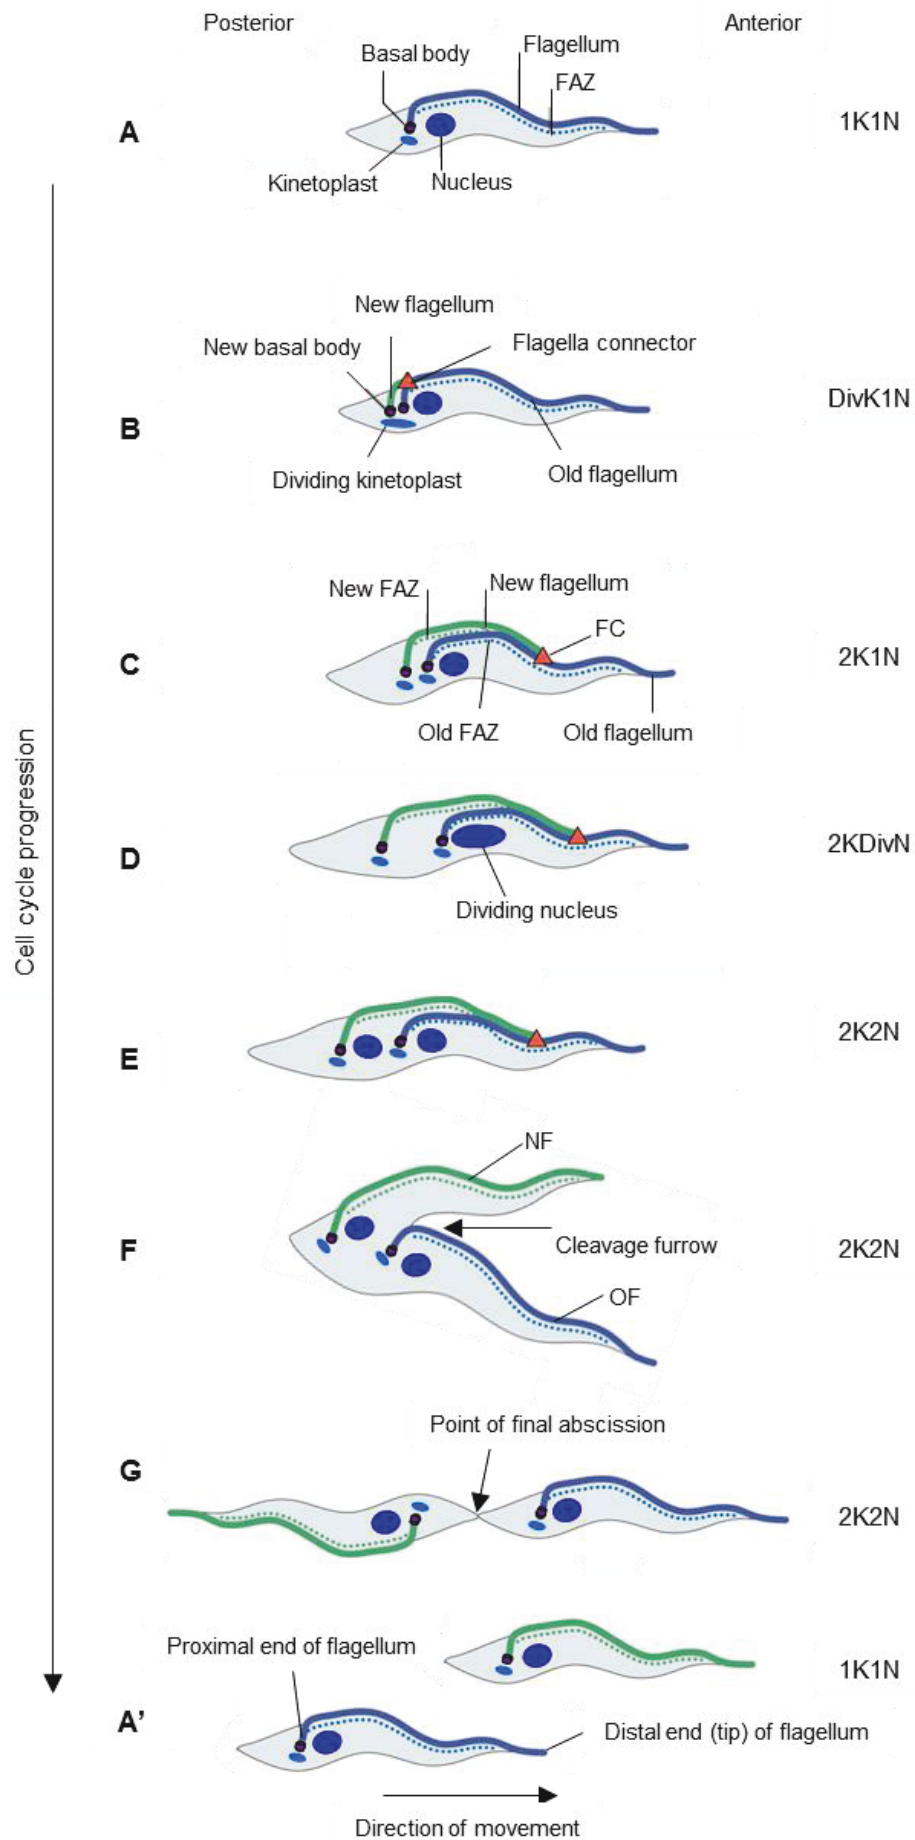 Posterior
Anterior
Basal body
Flagellum
FAZ
A
1K1N
Kinetoplast
Nucleus
New flagellum
New basal body
Flagella connector
DivK1N
B
Dividing kinetoplast
Old flagellum
New FAZ
New flagellum
FC
C
2K1N
Old FAZ
Old flagellum
Cell cycle progression
D
2KDivN
Dividing nucleus
E
2K2N
NF
F
Cleavage furrow
2K2N
OF
Point of final abscission
G
2K2N
Proximal end of flagellum
1K1N
A’
Distal end (tip) of flagellum
Direction of movement